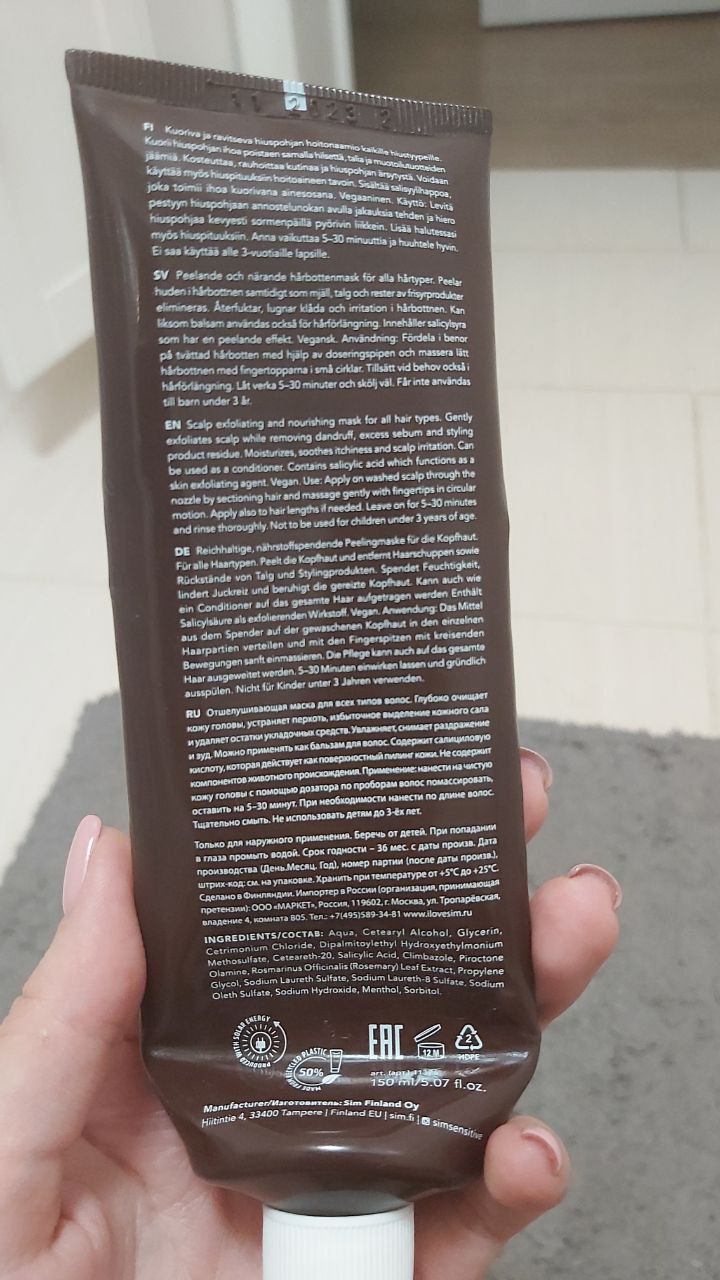 11 2023 2
FI Kuoriva ja ravitseva hiuspohjan hoitonaamio kaikille hiustyypeille.
Kuorii hiuspohjan ihoa poistaen samalla hilsettä, talia ja muotoilutuotteiden
jäämiä. Kosteuttaa, rauhoittaa kutinaa ja hiuspohjan ärsytystä. Voidaan
käyttää myös hiuspituuksiin hoitoaineen tavoin. Sisältää salisyylihappoa,
joka toimii ihoa kuorivana ainesosana. Vegaaninen. Käyttö: Levitä
pestyyn hiuspohjaan annostelunokan avulla jakauksia tehden ja hiero
hiuspohjaa kevyesti sormenpäillä pyörivin liikkein. Lisää halutessasi
myös hiuspituuksiin. Anna vaikuttaa 5–30 minuuttia ja huuhtele hyvin.
Ei saa käyttää alle 3-vuotiaille lapsille.
SV Peelande och närande hårbottenmask för alla hårtyper. Peelar
huden i hårbottnen samtidigt som mjäll, talg och rester av frisyrprodukter
elimineras. Återfuktar, lugnar klåda och irritation i hårbottnen. Kan
liksom balsam användas också för hårförlängning. Innehåller salicylsyra
som har en peelande effekt. Vegansk. Användning: Fördela i benor
på tvättad hårbotten med hjälp av doseringspipen och massera lätt
hårbottnen med fingertopparna i små cirklar. Tillsätt vid behov också i
hårförlängning. Låt verka 5–30 minuter och skölj väl. Får inte användas
till barn under 3 år.
EN Scalp exfoliating and nourishing mask for all hair types. Gently
exfoliates scalp while removing dandruff, excess sebum and styling
product residue. Moisturizes, soothes itchiness and scalp irritation. Can
be used as a conditioner. Contains salicylic acid which functions as a
skin exfoliating agent. Vegan. Use: Apply on washed scalp through the
nozzle by sectioning hair and massage gently with fingertips in circular
motion. Apply also to hair lengths if needed. Leave on for 5–30 minutes
and rinse thoroughly. Not to be used for children under 3 years of age.
DE Reichhaltige, nährstoffspendende Peelingmaske für die Kopfhaut.
Für alle Haartypen. Peelt die Kopfhaut und entfernt Haarschuppen sowie
Rückstände von Talg und Stylingprodukten. Spendet Feuchtigkeit,
lindert Juckreiz und beruhigt die gereizte Kopfhaut. Kann auch wie
ein Conditioner auf das gesamte Haar aufgetragen werden Enthält
Salicylsäure als exfolierenden Wirkstoff. Vegan. Anwendung: Das Mittel
aus dem Spender auf der gewaschenen Kopfhaut in den einzelnen
Haarpartien verteilen und mit den Fingerspitzen mit kreisenden
Bewegungen sanft einmassieren. Die Pflege kann auch auf das gesamte
Haar ausgeweitet werden. 5–30 Minuten einwirken lassen und gründlich
ausspülen. Nicht für Kinder unter 3 Jahren verwenden.
RU Отшелушивающая маска для всех типов волос. Глубоко очищает
кожу головы, устраняет перхоть, избыточное выделение кожного сала
и удаляет остатки укладочных средств. Увлажняет, снимает раздражение
и зуд. Можно применять как бальзам для волос. Содержит салициловую
кислоту, которая действует как поверхностный пилинг кожи. Не содержит
компонентов животного происхождения. Применение: нанести на чистую
кожу головы с помощью дозатора по проборам волос помассировать,
оставить на 5–30 минут. При необходимости нанести по длине волос.
Тщательно смыть. Не использовать детям до 3-ёх лет.
Только для наружного применения. Беречь от детей. При попадании
в глаза промыть водой. Срок годности – 36 мес. с даты произв. Дата
производства (День.Месяц. Год), номер партии (после даты произв.),
штрих-код: см. на упаковке. Хранить при температуре от +5°C до +25°C.
Сделано в Финляндии. Импортер в России (организация, принимающая
претензии): ООО «МАРКЕТ», Россия, 119602, г. Москва, ул. Тропарёвская,
владение 4, комната B05. Тел.: +7(495)589-34-81 www.ilovesim.ru
INGREDIENTS/СОСТАВ: Aqua, Cetearyl Alcohol, Glycerin,
Cetrimonium Chloride, Dipalmitoylethyl Hydroxyethylmonium
Methosulfate, Ceteareth-20, Salicylic Acid, Climbazole, Piroctone
Olamine, Rosmarinus Officinalis (Rosemary) Leaf Extract, Propylene
Glycol, Sodium Laureth Sulfate, Sodium Laureth-8 Sulfate, Sodium
Oleth Sulfate, Sodium Hydroxide, Menthol, Sorbitol.
PRODUCED WITH SOLAR ENERGY
MADE FROM RECYCLED PLASTIC
50%
EAC
12 M
2
HDPE
art. (арт.)
150 ml/5.07 fl.oz.
Manufacturer/Изготовитель: Sim Finland Oy
Hiitintie 4, 33400 Tampere | Finland EU | sim.fi | simsensitive